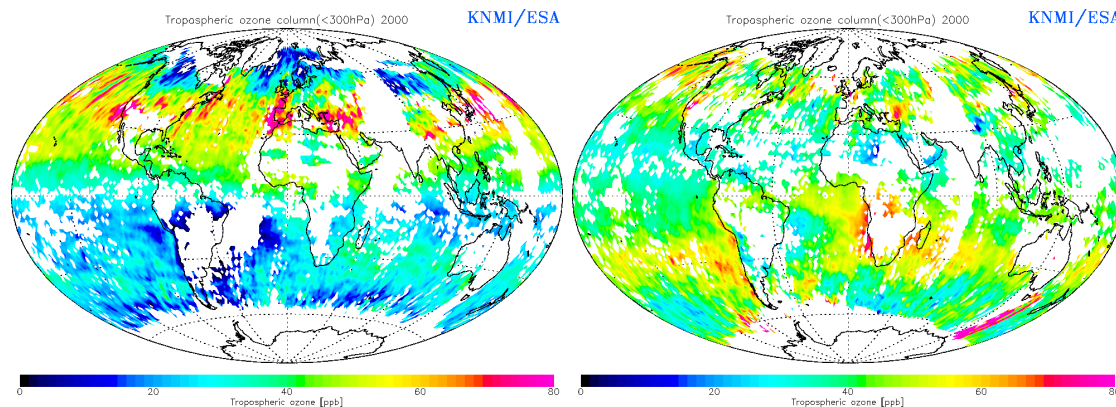 Tropospheric ozone column(<300hPa) 2000
KNMI/ESA
0 20 40 60 80
Tropospheric ozone [ppb]
Tropospheric ozone column(<300hPa) 2000
KNMI/ESA
0 20 40 60 80
Tropospheric ozone [ppb]